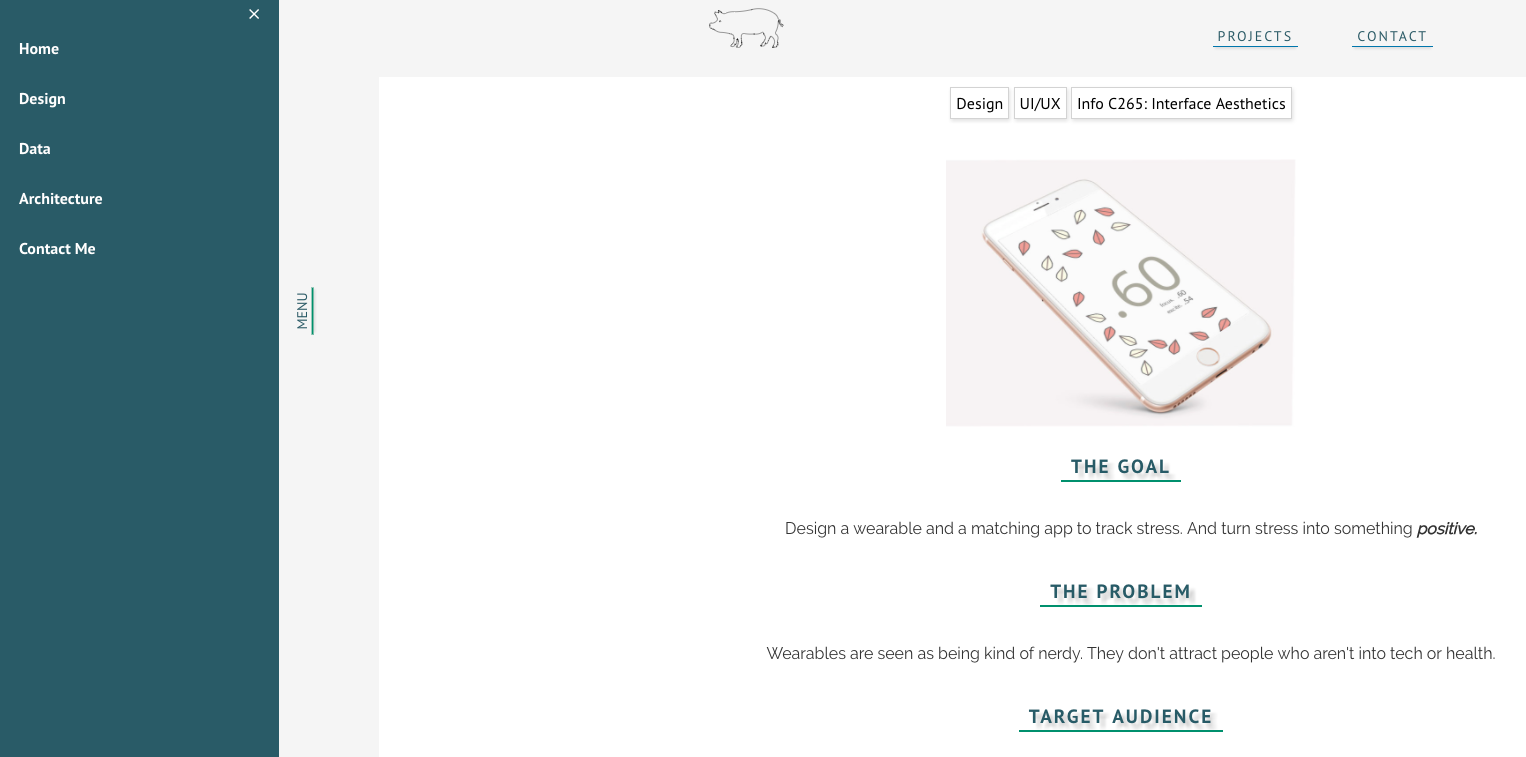 ×
Home
Design
Data
Architecture
Contact Me
MENU
PROJECTS
CONTACT
Design
UI/UX
Info C265: Interface Aesthetics
.60
.60
.54
THE GOAL
Design a wearable and a matching app to track stress. And turn stress into something positive.
THE PROBLEM
Wearables are seen as being kind of nerdy. They don't attract people who aren't into tech or health.
TARGET AUDIENCE